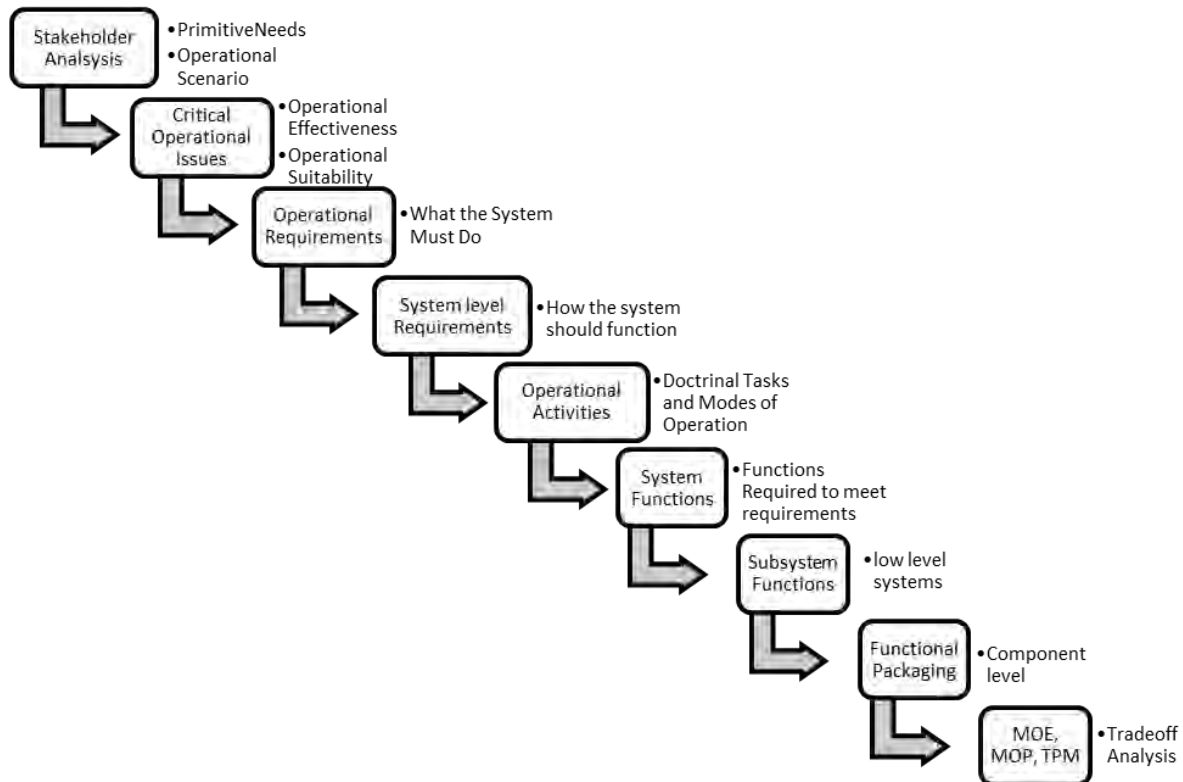 Stakeholder
Analsysis
•PrimitiveNeeds
•Operational
Scenario
Critical
Operational
Issues
•Operational
Effectiveness
•Operational
Suitability
Operational
Requirements
•What the System
Must Do
System level
Requirements
•How the system
should function
Operational
Activities
•Doctrinal Tasks
and Modes of
Operation
System
Functions
•Functions
Required to meet
requirements
Subsystem
Functions
•low level
systems
Functional
Packaging
•Component
level
MOE,
MOP, TPM
•Tradeoff
Analysis